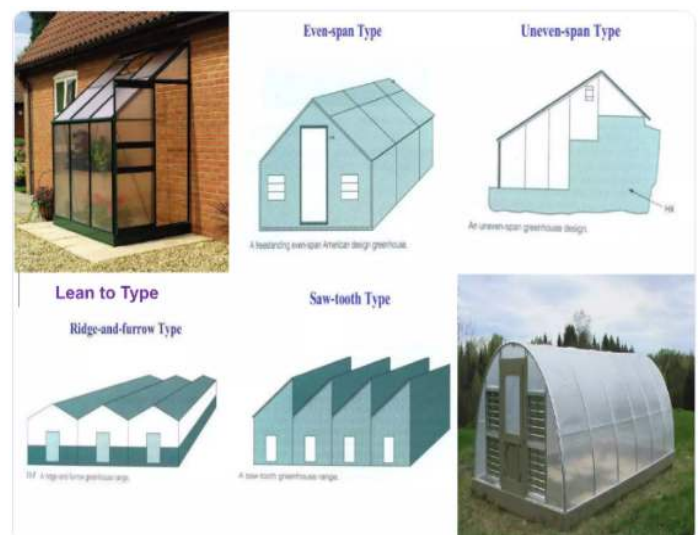 Even-span Type
Uneven-span Type
A freestanding even-span American design greenhouse.
Hill
An uneven-span greenhouse design.
Lean to Type
Saw-tooth Type
Ridge-and-furrow Type
A ridge-and-furrow greenhouse range.
A saw-tooth greenhouse range.